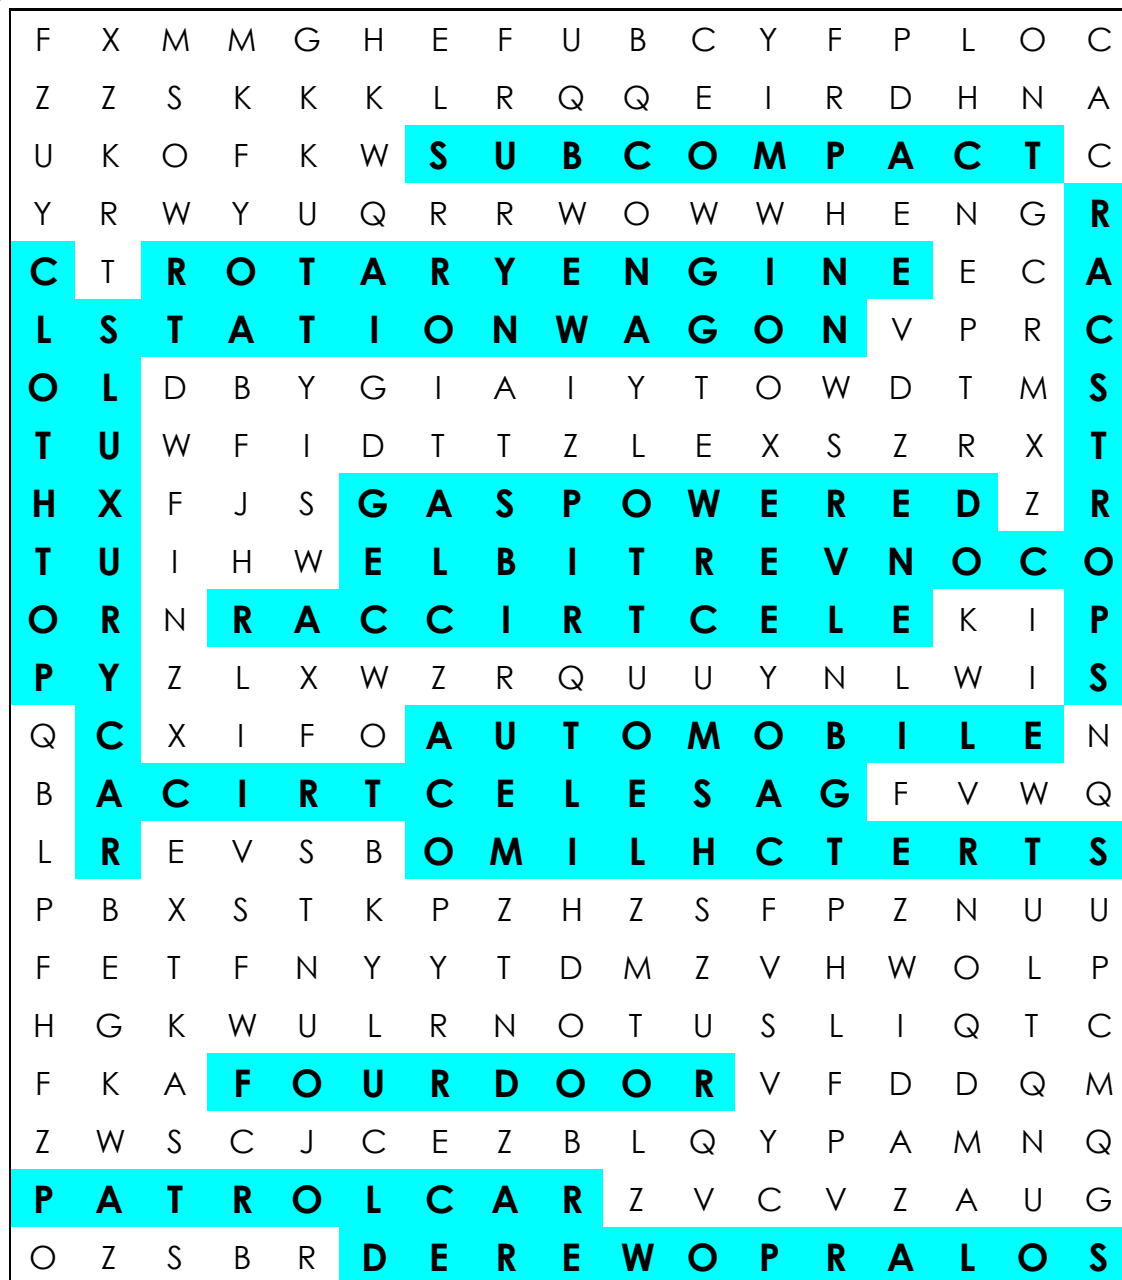 F X M M G H E F U B C Y F P L O C
Z Z S K K K L R Q Q E I R D H N A
U K O F K W S U B C O M P A C T C
Y R W Y U Q R R W O W W H E N G R
C T R O T A R Y E N G I N E E C A
L S T A T I O N W A G O N V P R C
O L D B Y G I A I Y T O W D T M S
T U W F I D T T Z L E X S Z R X T
H X F J S G A S P O W E R E D Z R
T U I H W E L B I T R E V N O C O
O R N R A C C I R T C E L E K I P
P Y Z L X W Z R Q U U Y N L W I S
Q C X I F O A U T O M O B I L E N
B A C I R T C E L E S A G F V W Q
L R E V S B O M I L H C T E R T S
P B X S T K P Z H Z S F P Z N U U
F E T F N Y Y T D M Z V H W O L P
H G K W U L R N O T U S L I Q T C
F K A F O U R D O O R V F D D Q M
Z W S C J C E Z B L Q Y P A M N Q
P A T R O L C A R Z V C V Z A U G
O Z S B R D E R E W O P R A L O S